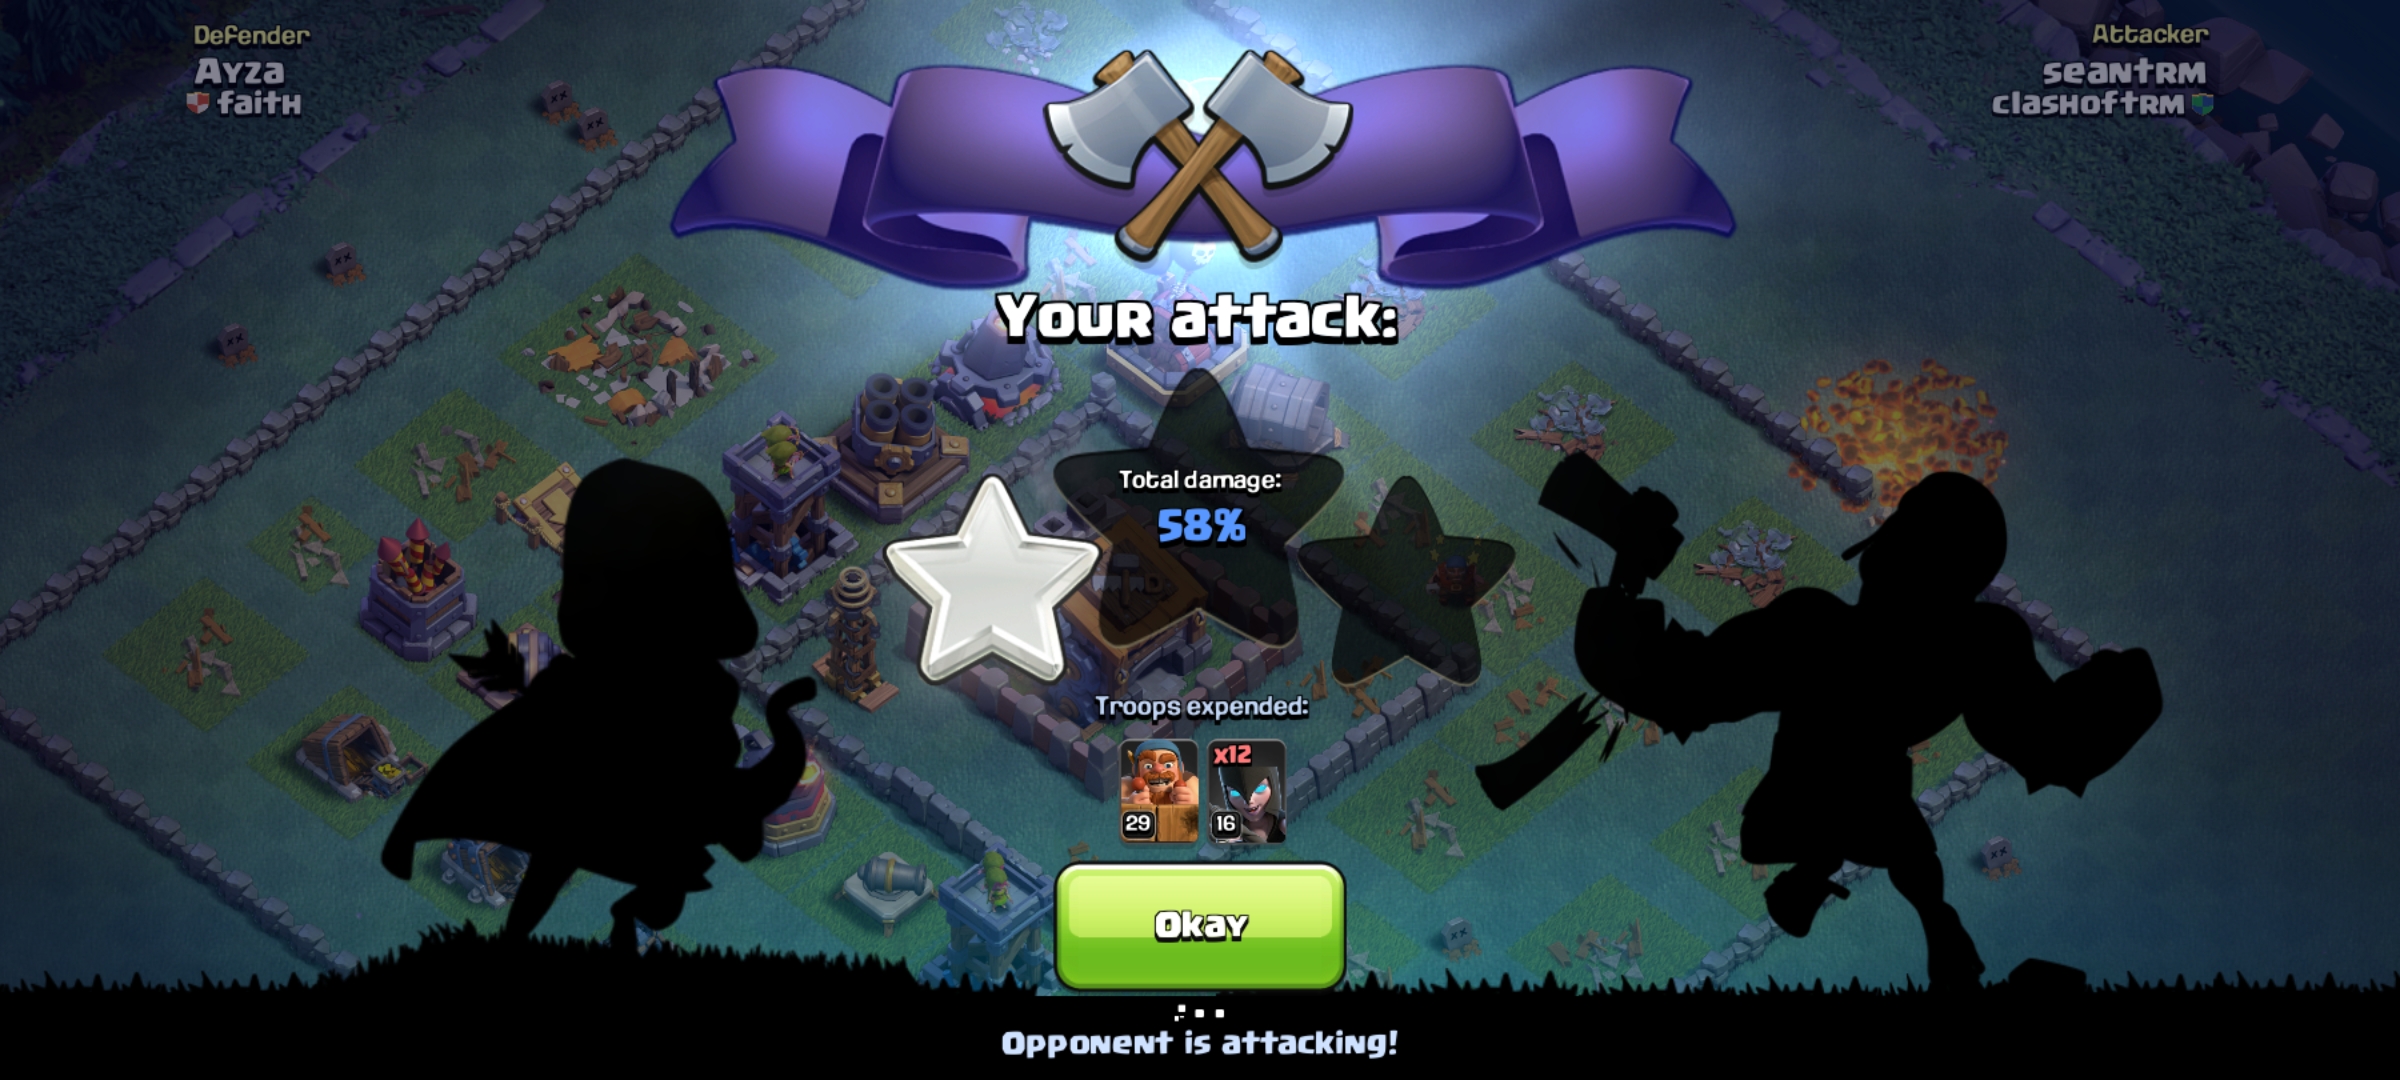 Defender
Ayza
faith
Attacker
seantrm
clashoftrm
Your attack:
Total damage:
58%
Troops expended:
x12
29
16
Okay
Opponent is attacking!